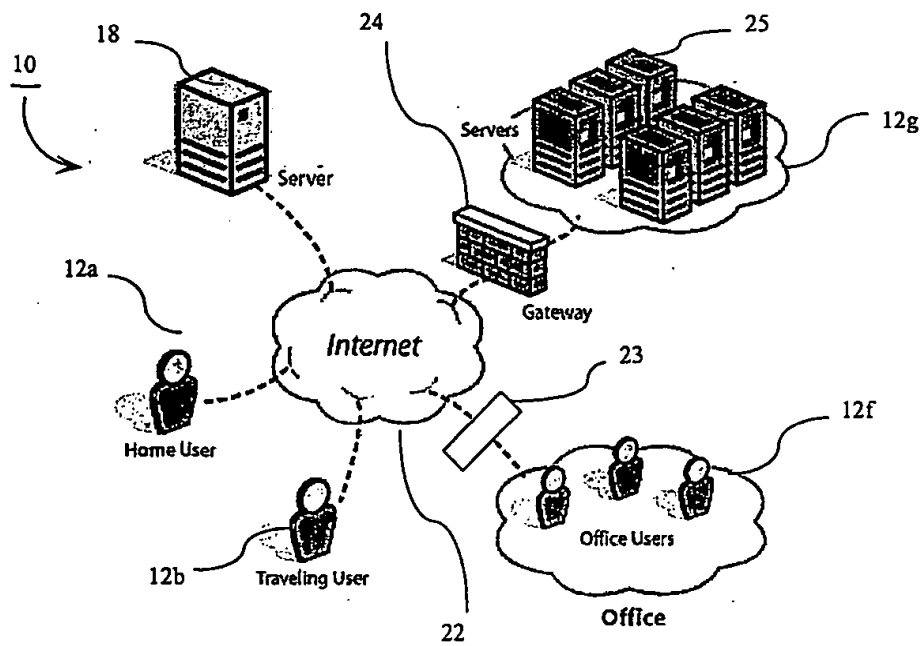 24
18
25
10
Servers
12g
Server
12a
Gateway
Internet
23
12f
Home User
Office Users
12b
Traveling User
Office
22